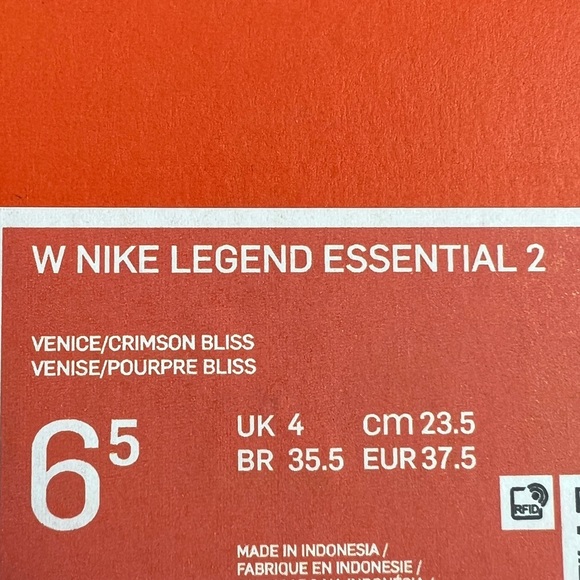 W NIKE LEGEND ESSENTIAL 2
VENICE/CRIMSON BLISS
VENISE/POURPRE BLISS
6⁵
UK 4 cm 23.5
BR 35.5 EUR 37.5
RFID
MADE IN INDONESIA /
FABRIQUE EN INDONESIE /